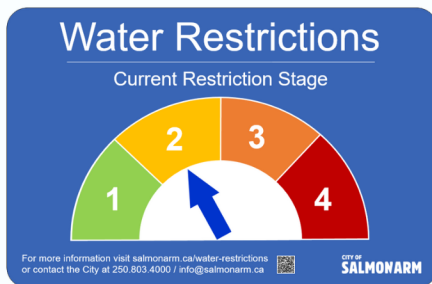 Water Restrictions
Current Restriction Stage
1
2
3
4
For more information visit salmonarm.ca/water-restrictions
or contact the City at 250.803.4000 / info@salmonarm.ca
CITY OF
SALMONARM